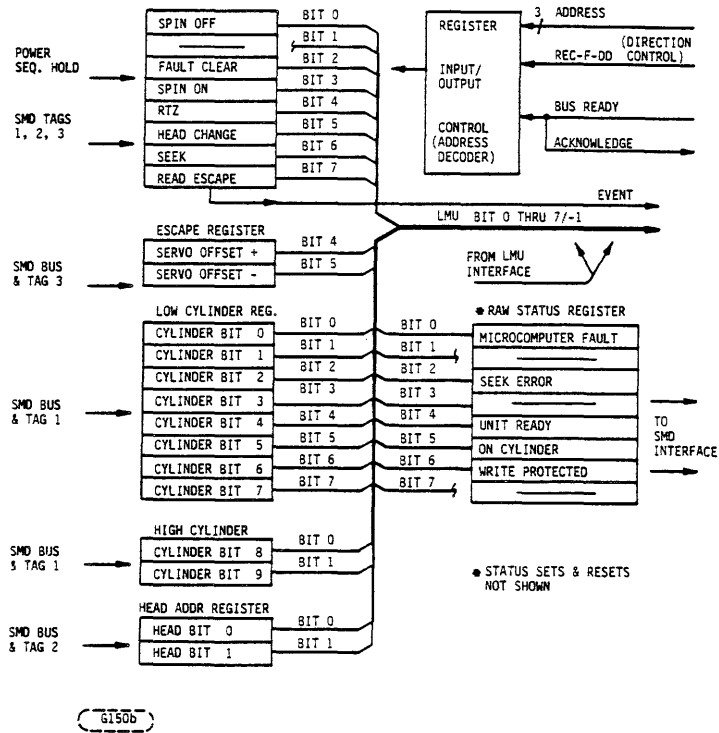 POWER
SEQ. HOLD
SMD TAGS
1, 2, 3
SPIN OFF
FAULT CLEAR
SPIN ON
RTZ
HEAD CHANGE
SEEK
READ ESCAPE
BIT 0
BIT 1
BIT 2
BIT 3
BIT 4
BIT 5
BIT 6
BIT 7
REGISTER
INPUT/
OUTPUT
CONTROL
(ADDRESS
DECODER)
3 ADDRESS
(DIRECTION
REC-F-DD CONTROL)
BUS READY
ACKNOWLEDGE
EVENT
LMU BIT 0 THRU 7/-1
FROM LMU
INTERFACE
SMD BUS
& TAG 3
ESCAPE REGISTER
SERVO OFFSET +
SERVO OFFSET -
BIT 4
BIT 5
SMD BUS
& TAG 1
LOW CYLINDER REG.
CYLINDER BIT 0
CYLINDER BIT 1
CYLINDER BIT 2
CYLINDER BIT 3
CYLINDER BIT 4
CYLINDER BIT 5
CYLINDER BIT 6
CYLINDER BIT 7
BIT 0
BIT 1
BIT 2
BIT 3
BIT 4
BIT 5
BIT 6
BIT 7
BIT 0
BIT 1
BIT 2
BIT 3
BIT 4
BIT 5
BIT 6
BIT 7
* RAW STATUS REGISTER
MICROCOMPUTER FAULT
SEEK ERROR
UNIT READY
ON CYLINDER
WRITE PROTECTED
TO
SMD
INTERFACE
SMD BUS
& TAG 1
HIGH CYLINDER
CYLINDER BIT 8
CYLINDER BIT 9
BIT 0
BIT 1
* STATUS SETS & RESETS
NOT SHOWN
SMD BUS
& TAG 2
HEAD ADDR REGISTER
HEAD BIT 0
HEAD BIT 1
BIT 0
BIT 1
G150b